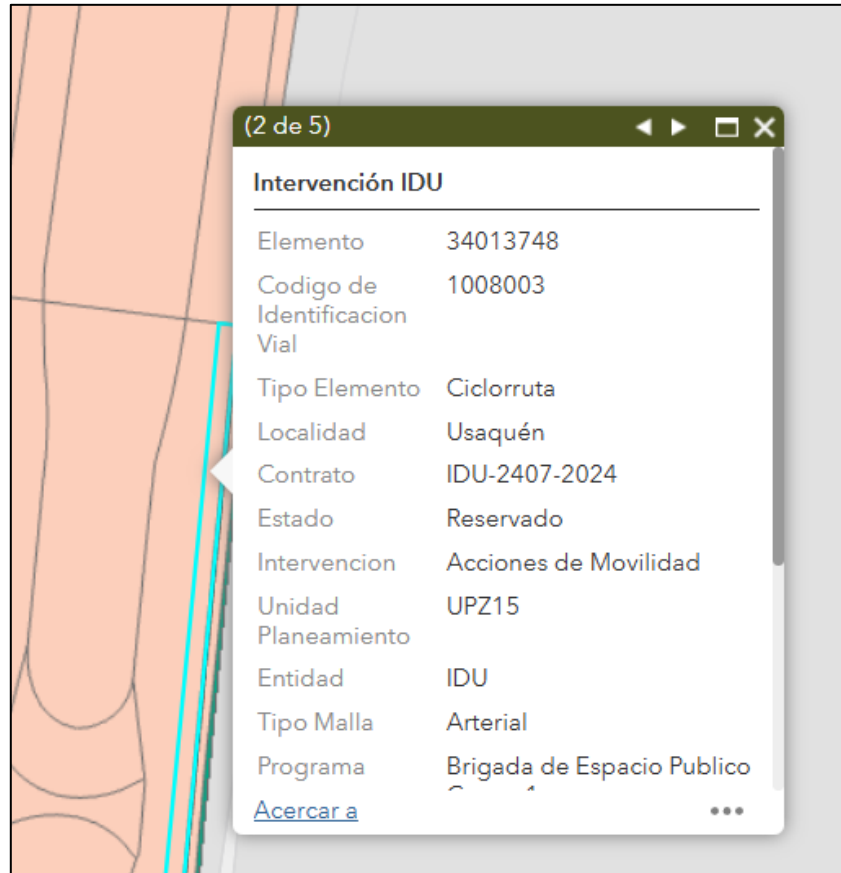 (2 de 5)
Intervención IDU
Elemento 34013748
Codigo de 1008003
Identificacion
Vial
Tipo Elemento Ciclorruta
Localidad Usaquén
Contrato IDU-2407-2024
Estado Reservado
Intervencion Acciones de Movilidad
Unidad UPZ15
Planeamiento
Entidad IDU
Tipo Malla Arterial
Programa Brigada de Espacio Publico
Acercar a